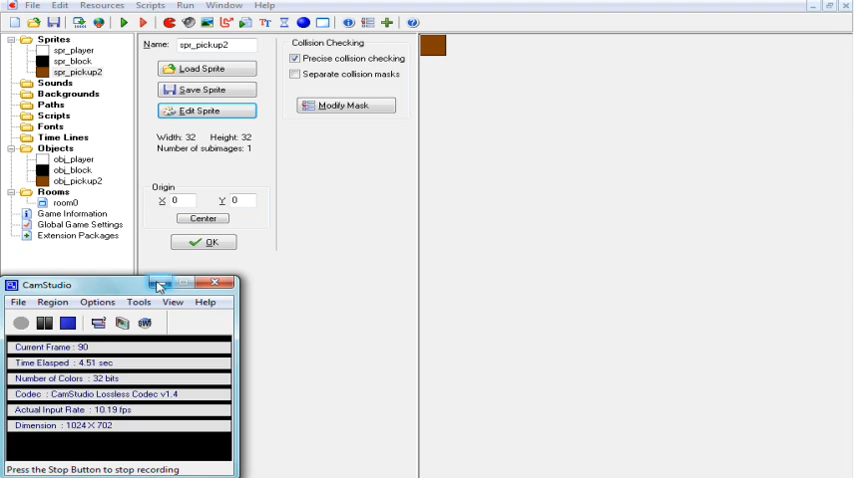 File Edit Resources Scripts Run Window Help
Sprites
spr_player
spr_block
spr_pickup2
Sounds
Backgrounds
Paths
Scripts
Fonts
Time Lines
Objects
obj_player
obj_block
obj_pickup2
Rooms
room0
Game Information
Global Game Settings
Extension Packages
Name: spr_pickup2
Load Sprite
Save Sprite
Edit Sprite
Width: 32 Height: 32
Number of subimages: 1
Origin
X 0 Y 0
Center
OK
Collision Checking
Precise collision checking
Separate collision masks
Modify Mask
CamStudio
File Region Options Tools View Help
Current Frame : 90
Time Elasped : 4.51 sec
Number of Colors : 32 bits
Codec : CamStudio Lossless Codec v1.4
Actual Input Rate : 10.19 fps
Dimension : 1024 X 702
Press the Stop Button to stop recording